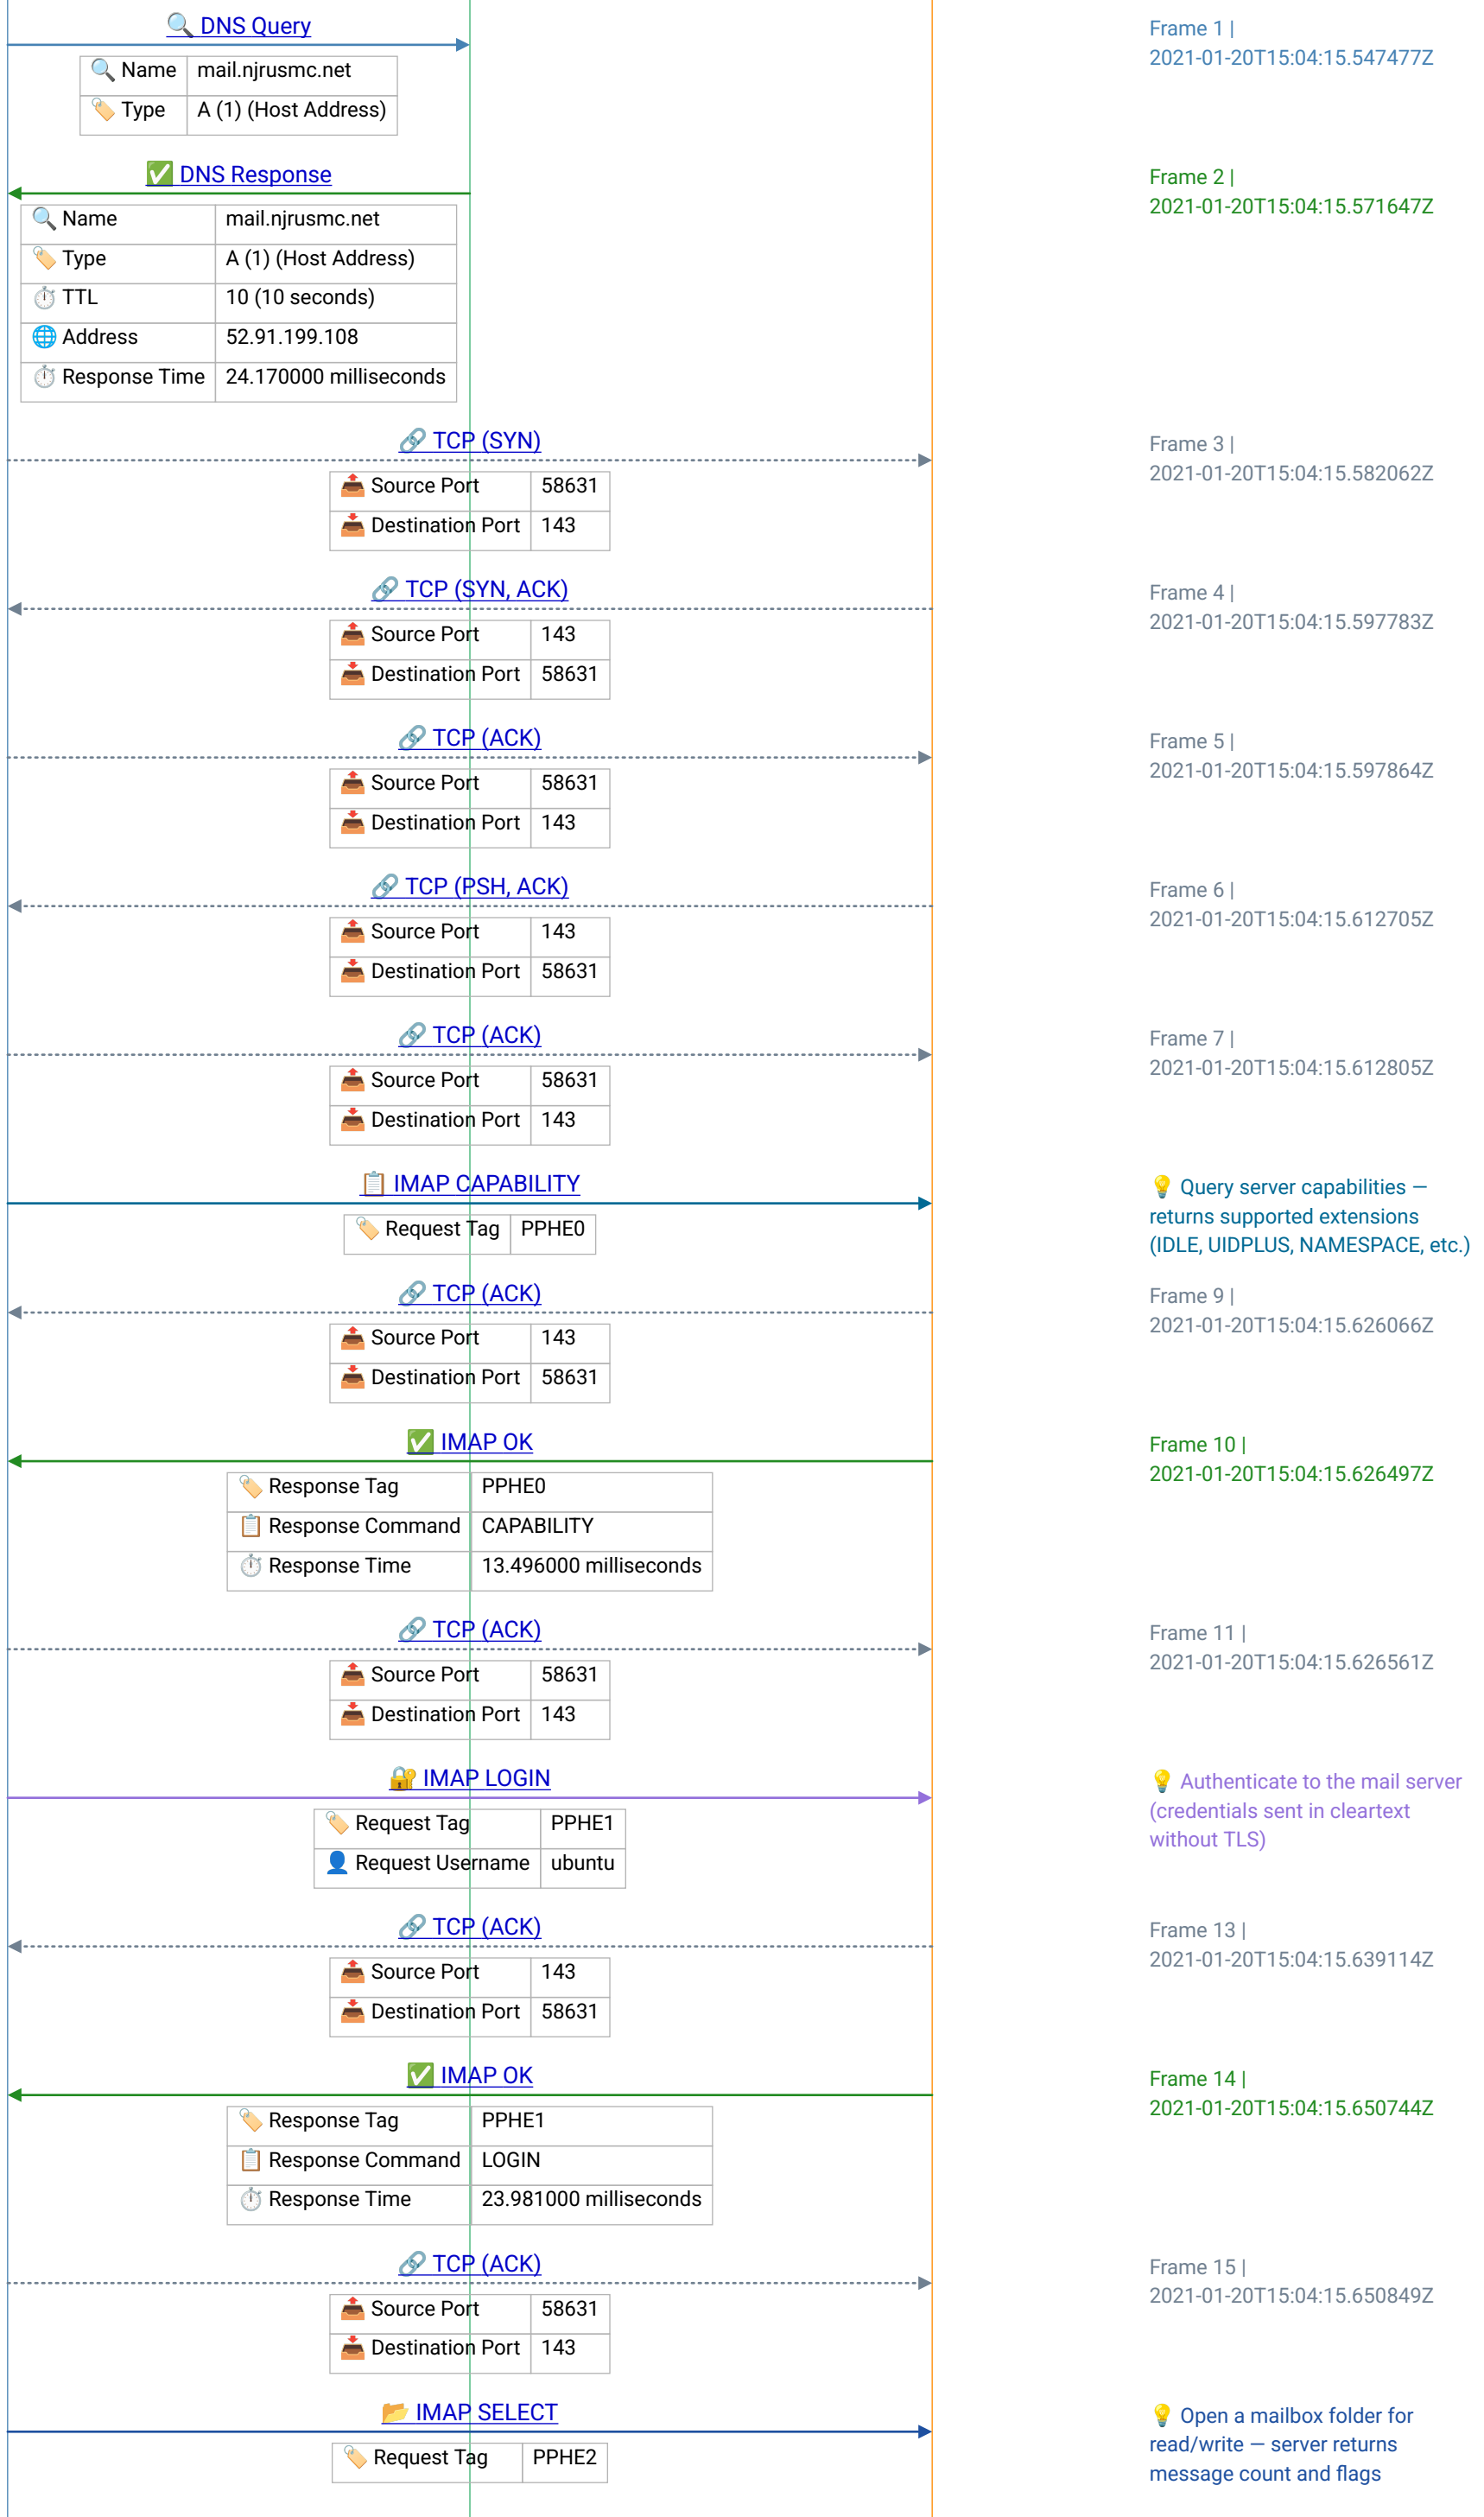 🔍 DNS Query
Frame 1 |
2021-01-20T15:04:15.547477Z
🔍 Name mail.njrusmc.net
🏷️ Type A (1) (Host Address)
✅ DNS Response
Frame 2 |
2021-01-20T15:04:15.571647Z
🔍 Name mail.njrusmc.net
🏷️ Type A (1) (Host Address)
⏱️ TTL 10 (10 seconds)
🌐 Address 52.91.199.108
⏱️ Response Time 24.170000 milliseconds
🔗 TCP (SYN)
Frame 3 |
2021-01-20T15:04:15.582062Z
📤 Source Port 58631
📥 Destination Port 143
🔗 TCP (SYN, ACK)
Frame 4 |
2021-01-20T15:04:15.597783Z
📤 Source Port 143
📥 Destination Port 58631
🔗 TCP (ACK)
Frame 5 |
2021-01-20T15:04:15.597864Z
📤 Source Port 58631
📥 Destination Port 143
🔗 TCP (PSH, ACK)
Frame 6 |
2021-01-20T15:04:15.612705Z
📤 Source Port 143
📥 Destination Port 58631
🔗 TCP (ACK)
Frame 7 |
2021-01-20T15:04:15.612805Z
📤 Source Port 58631
📥 Destination Port 143
📋 IMAP CAPABILITY
💡 Query server capabilities —
returns supported extensions
(IDLE, UIDPLUS, NAMESPACE, etc.)
🏷️ Request Tag PPHE0
🔗 TCP (ACK)
Frame 9 |
2021-01-20T15:04:15.626066Z
📤 Source Port 143
📥 Destination Port 58631
✅ IMAP OK
Frame 10 |
2021-01-20T15:04:15.626497Z
🏷️ Response Tag PPHE0
📋 Response Command CAPABILITY
⏱️ Response Time 13.496000 milliseconds
🔗 TCP (ACK)
Frame 11 |
2021-01-20T15:04:15.626561Z
📤 Source Port 58631
📥 Destination Port 143
🔐 IMAP LOGIN
💡 Authenticate to the mail server
(credentials sent in cleartext
without TLS)
🏷️ Request Tag PPHE1
👤 Request Username ubuntu
🔗 TCP (ACK)
Frame 13 |
2021-01-20T15:04:15.639114Z
📤 Source Port 143
📥 Destination Port 58631
✅ IMAP OK
Frame 14 |
2021-01-20T15:04:15.650744Z
🏷️ Response Tag PPHE1
📋 Response Command LOGIN
⏱️ Response Time 23.981000 milliseconds
🔗 TCP (ACK)
Frame 15 |
2021-01-20T15:04:15.650849Z
📤 Source Port 58631
📥 Destination Port 143
📂 IMAP SELECT
💡 Open a mailbox folder for
read/write — server returns
message count and flags
🏷️ Request Tag PPHE2